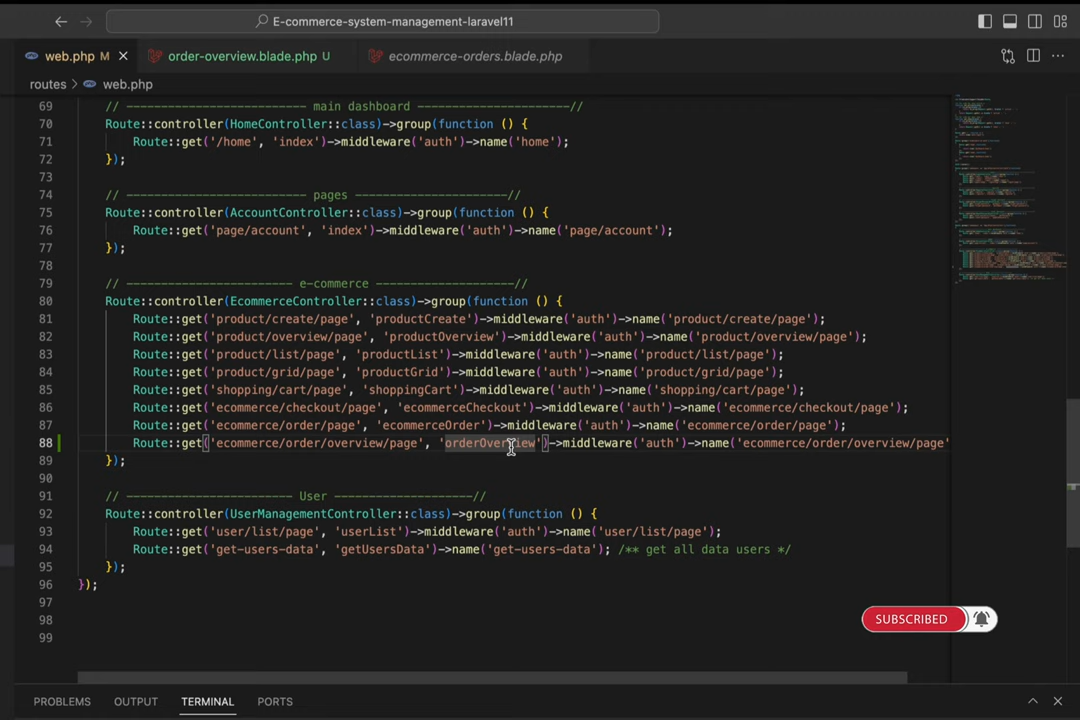 E-commerce-system-management-laravel11
web.php M
order-overview.blade.php U
ecommerce-orders.blade.php
routes > web.php
69 // -------------------------- main dashboard ----------------------//
70 Route::controller(HomeController::class)->group(function () {
71 Route::get('/home', 'index')->middleware('auth')->name('home');
72 });
73
74 // -------------------------- pages ----------------------//
75 Route::controller(AccountController::class)->group(function () {
76 Route::get('page/account', 'index')->middleware('auth')->name('page/account');
77 });
78
79 // ------------------------ e-commerce ----------------------//
80 Route::controller(EcommerceController::class)->group(function () {
81 Route::get('product/create/page', 'productCreate')->middleware('auth')->name('product/create/page');
82 Route::get('product/overview/page', 'productOverview')->middleware('auth')->name('product/overview/page');
83 Route::get('product/list/page', 'productList')->middleware('auth')->name('product/list/page');
84 Route::get('product/grid/page', 'productGrid')->middleware('auth')->name('product/grid/page');
85 Route::get('shopping/cart/page', 'shoppingCart')->middleware('auth')->name('shopping/cart/page');
86 Route::get('ecommerce/checkout/page', 'ecommerceCheckout')->middleware('auth')->name('ecommerce/checkout/page');
87 Route::get('ecommerce/order/page', 'ecommerceOrder')->middleware('auth')->name('ecommerce/order/page');
88 Route::get('ecommerce/order/overview/page', 'orderOverview')->middleware('auth')->name('ecommerce/order/overview/page'
89 });
90
91 // ------------------------ User --------------------//
92 Route::controller(UserManagementController::class)->group(function () {
93 Route::get('user/list/page', 'userList')->middleware('auth')->name('user/list/page');
94 Route::get('get-users-data', 'getUsersData')->name('get-users-data'); /** get all data users */
95 });
96 });
97
98
99
SUBSCRIBED
PROBLEMS OUTPUT TERMINAL PORTS